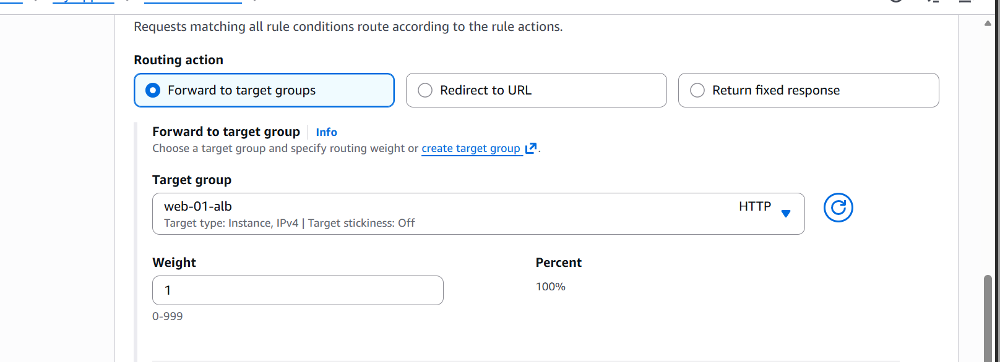 Requests matching all rule conditions route according to the rule actions.
Routing action
Forward to target groups
Redirect to URL
Return fixed response
Forward to target group
Info
Choose a target group and specify routing weight or create target group .
Target group
web-01-alb
HTTP
Target type: Instance, IPv4 | Target stickiness: Off
Weight
Percent
1
100%
0-999